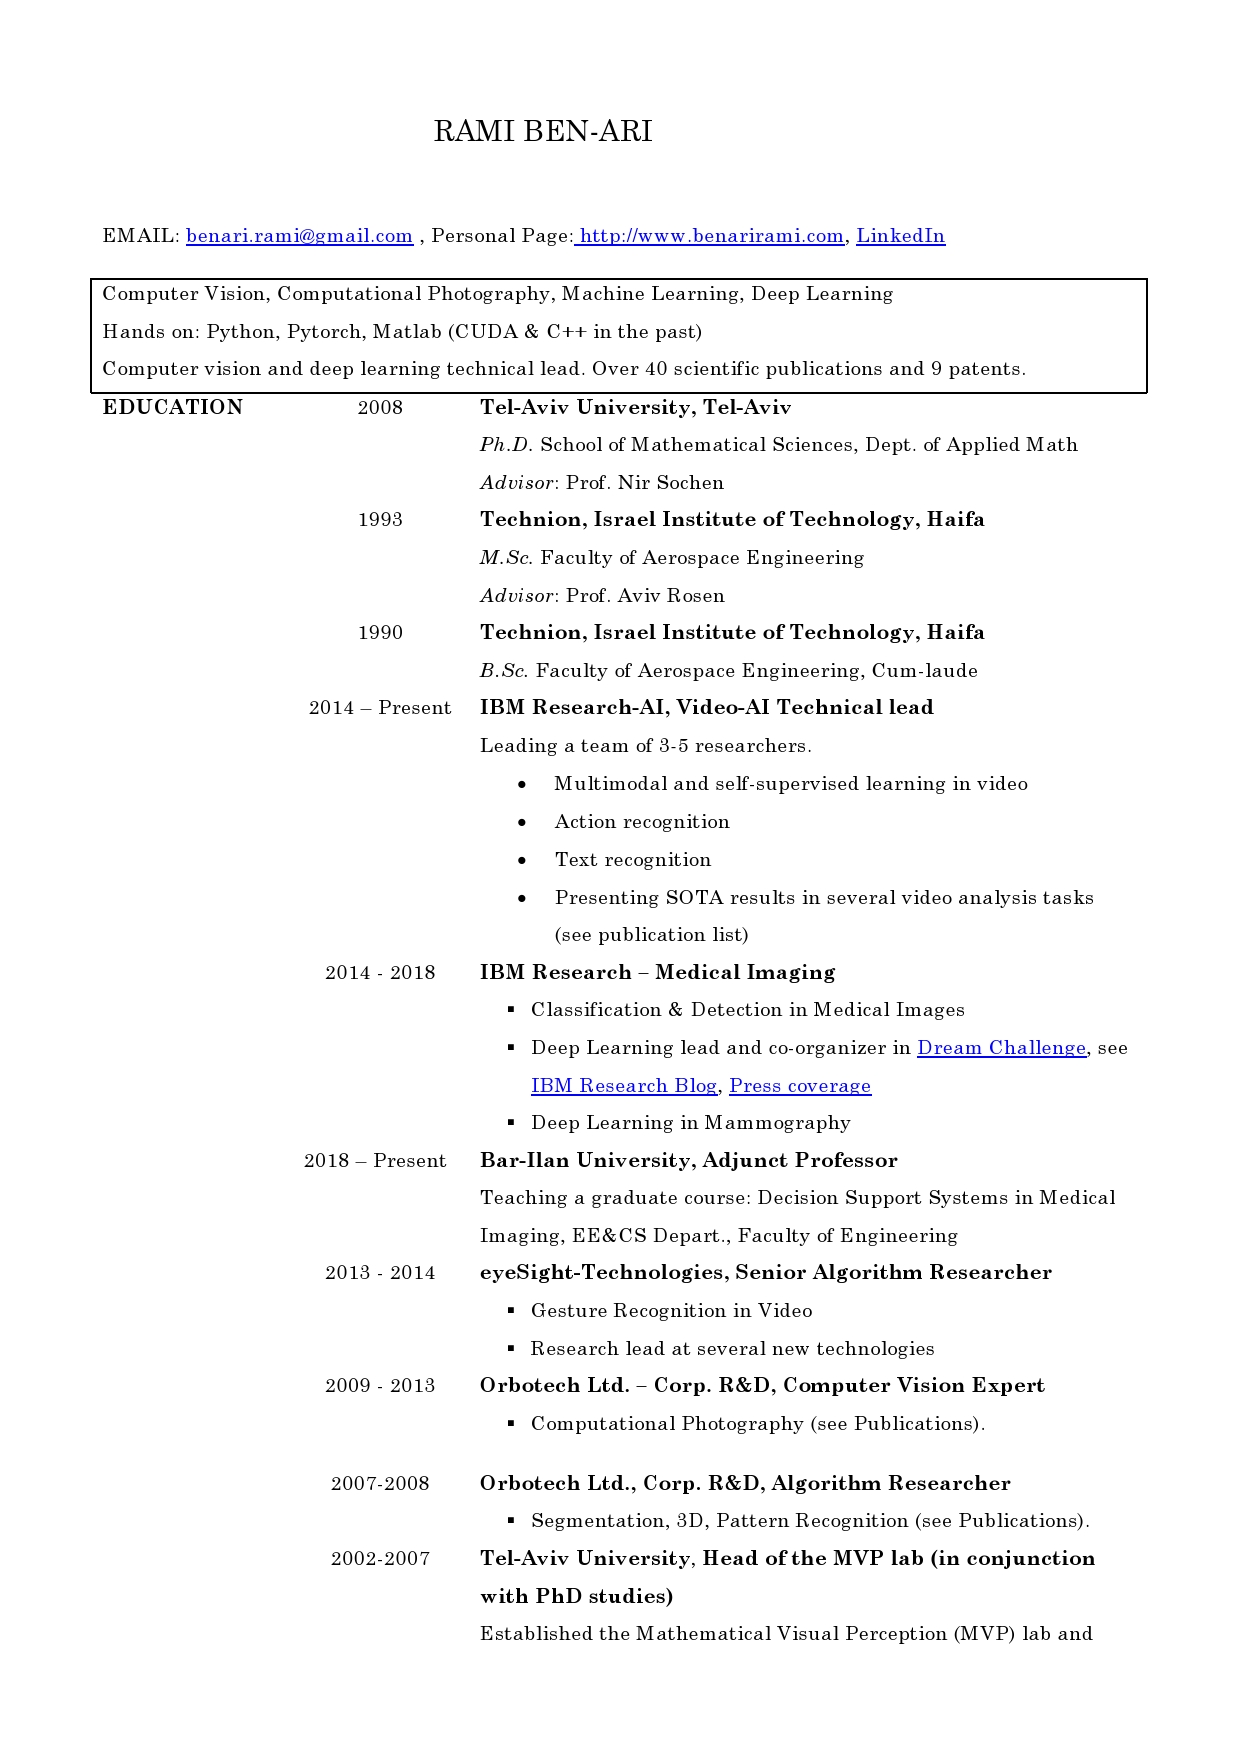 RAMI BEN-ARI
EMAIL: benari.rami@gmail.com , Personal Page: http://www.benarirami.com, LinkedIn
Computer Vision, Computational Photography, Machine Learning, Deep Learning
Hands on: Python, Pytorch, Matlab (CUDA & C++ in the past)
Computer vision and deep learning technical lead. Over 40 scientific publications and 9 patents.
EDUCATION 2008 Tel-Aviv University, Tel-Aviv
Ph.D. School of Mathematical Sciences, Dept. of Applied Math
Advisor: Prof. Nir Sochen
1993 Technion, Israel Institute of Technology, Haifa
M.Sc. Faculty of Aerospace Engineering
Advisor: Prof. Aviv Rosen
1990 Technion, Israel Institute of Technology, Haifa
B.Sc. Faculty of Aerospace Engineering, Cum-laude
2014 – Present IBM Research-AI, Video-AI Technical lead
Leading a team of 3-5 researchers.
• Multimodal and self-supervised learning in video
• Action recognition
• Text recognition
• Presenting SOTA results in several video analysis tasks
(see publication list)
2014 - 2018 IBM Research – Medical Imaging
▪ Classification & Detection in Medical Images
▪ Deep Learning lead and co-organizer in Dream Challenge, see
IBM Research Blog, Press coverage
▪ Deep Learning in Mammography
2018 – Present Bar-Ilan University, Adjunct Professor
Teaching a graduate course: Decision Support Systems in Medical
Imaging, EE&CS Depart., Faculty of Engineering
2013 - 2014 eyeSight-Technologies, Senior Algorithm Researcher
▪ Gesture Recognition in Video
▪ Research lead at several new technologies
2009 - 2013 Orbotech Ltd. – Corp. R&D, Computer Vision Expert
▪ Computational Photography (see Publications).
2007-2008 Orbotech Ltd., Corp. R&D, Algorithm Researcher
▪ Segmentation, 3D, Pattern Recognition (see Publications).
2002-2007 Tel-Aviv University, Head of the MVP lab (in conjunction
with PhD studies)
Established the Mathematical Visual Perception (MVP) lab and